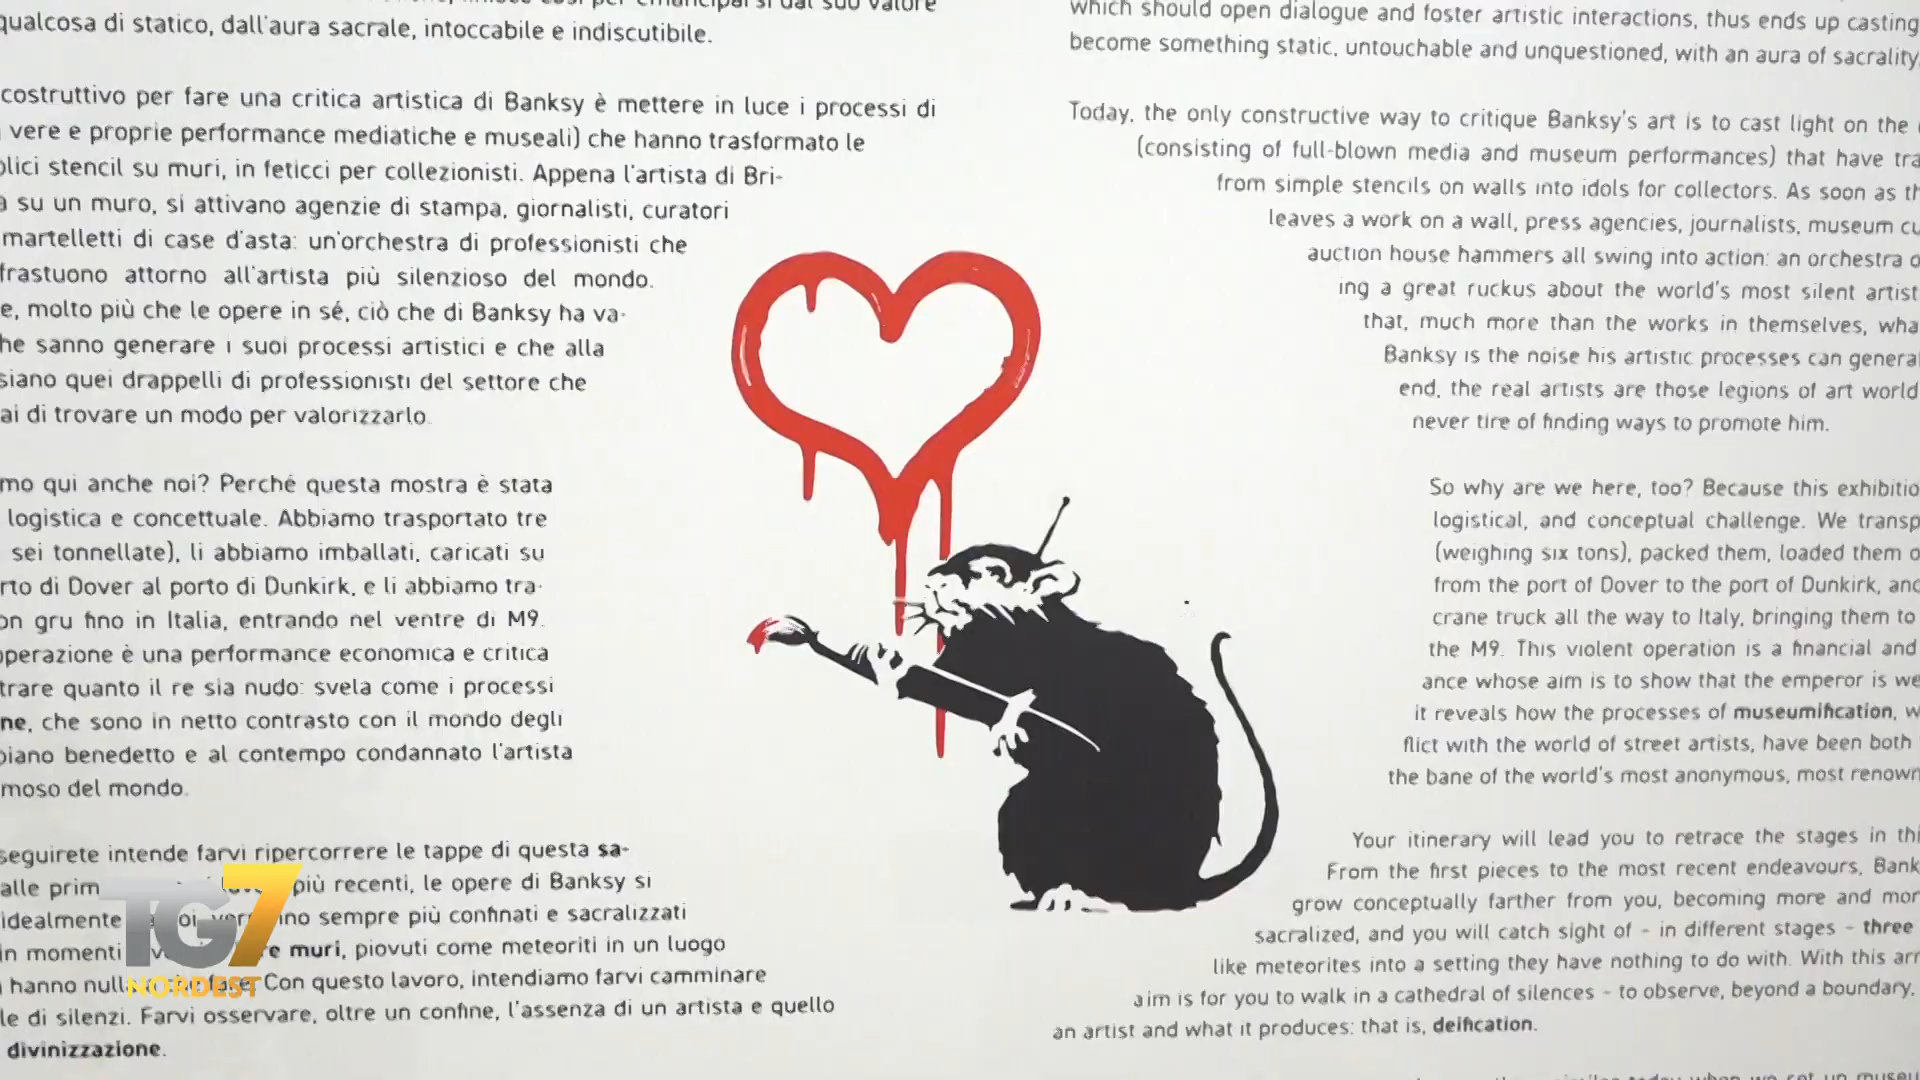 qualcosa di statico, dall'aura sacrale, intoccabile e indiscutibile.
costruttivo per fare una critica artistica di Banksy è mettere in luce i processi di
vere e proprie performance mediatiche e museali) che hanno trasformato le
stencil su muri, in feticci per collezionisti. Appena l'artista di Bri-
su un muro, si attivano agenzie di stampa, giornalisti, curatori
martelletti di case d'asta: un'orchestra di professionisti che
frastuono attorno all'artista più silenzioso del mondo.
e, molto più che le opere in sé, ciò che di Banksy ha va-
he sanno generare i suoi processi artistici e che alla
siano quei drappelli di professionisti del settore che
ai di trovare un modo per valorizzarlo.
mo qui anche noi? Perché questa mostra è stata
logistica e concettuale. Abbiamo trasportato tre
sei tonnellate), li abbiamo imballati, caricati su
rto di Dover al porto di Dunkirk, e li abbiamo tra-
on gru fino in Italia, entrando nel ventre di M9.
operazione è una performance economica e critica
trare quanto il re sia nudo: svela come i processi
ne, che sono in netto contrasto con il mondo degli
biano benedetto e al contempo condannato l'artista
moso del mondo.
seguirete intende farvi ripercorrere le tappe di questa sa-
alle prim più recenti, le opere di Banksy si
idealmente sempre più confinati e sacralizzati
in momenti muri, piovuti come meteoriti in un luogo
hanno Con questo lavoro, intendiamo farvi camminare
le di silenzi. Farvi osservare, oltre un confine, l'assenza di un artista e quello
divinizzazione.
which should open dialogue and foster artistic interactions, thus ends up casting
become something static, untouchable and unquestioned, with an aura of sacrality,
Today, the only constructive way to critique Banksy's art is to cast light on the
(consisting of full-blown media and museum performances) that have tra
from simple stencils on walls into idols for collectors. As soon as th
leaves a work on a wall, press agencies, journalists, museum cu
auction house hammers all swing into action: an orchestra o
ing a great ruckus about the world's most silent artist
that, much more than the works in themselves, wha
Banksy is the noise his artistic processes can genera
end, the real artists are those legions of art world
never tire of finding ways to promote him.
So why are we here, too? Because this exhibitio
logistical, and conceptual challenge. We transp
(weighing six tons), packed them, loaded them o
from the port of Dover to the port of Dunkirk, and
crane truck all the way to Italy, bringing them to
the M9. This violent operation is a financial and
ance whose aim is to show that the emperor is we
it reveals how the processes of museumification, w
flict with the world of street artists, have been both
the bane of the world's most anonymous, most renown
Your itinerary will lead you to retrace the stages in thi
From the first pieces to the most recent endeavours, Bank
grow conceptually farther from you, becoming more and mor
sacralized, and you will catch sight of - in different stages - three
like meteorites into a setting they have nothing to do with. With this arr
aim is for you to walk in a cathedral of silences - to observe, beyond a boundary,
an artist and what it produces: that is, deification.
TG7
NORDEST